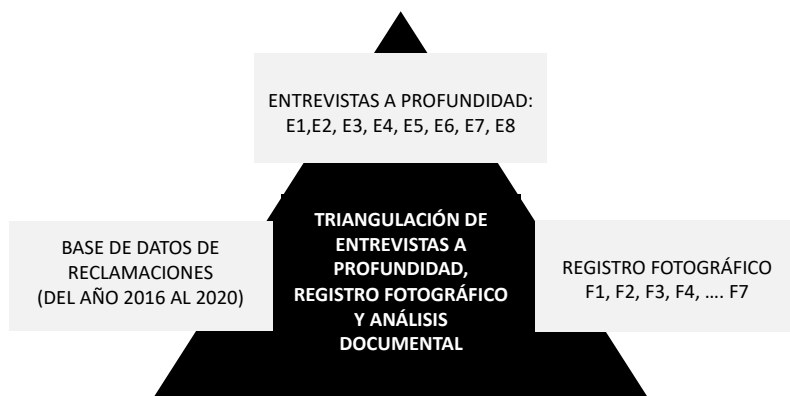 ENTREVISTAS A PROFUNDIDAD:
E1,E2, E3, E4, E5, E6, E7, E8
BASE DE DATOS DE
RECLAMACIONES
(DEL AÑO 2016 AL 2020)
TRIANGULACIÓN DE
ENTREVISTAS A
PROFUNDIDAD,
REGISTRO FOTOGRÁFICO
Y ANÁLISIS
DOCUMENTAL
REGISTRO FOTOGRÁFICO
F1, F2, F3, F4, …. F7